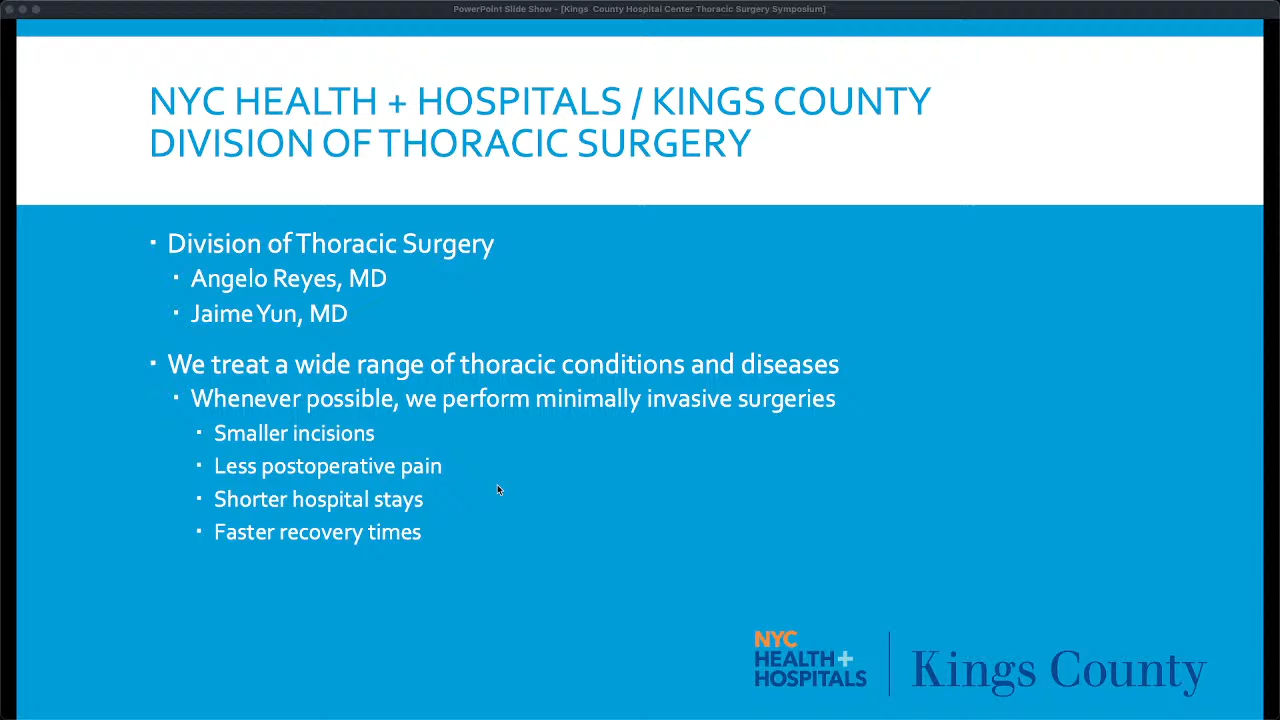 PowerPoint Slide Show - [Kings County Hospital Center Thoracic Surgery Symposium]
NYC HEALTH + HOSPITALS / KINGS COUNTY
DIVISION OF THORACIC SURGERY
▪ Division of Thoracic Surgery
▪ Angelo Reyes, MD
▪ Jaime Yun, MD
▪ We treat a wide range of thoracic conditions and diseases
▪ Whenever possible, we perform minimally invasive surgeries
▪ Smaller incisions
▪ Less postoperative pain
▪ Shorter hospital stays
▪ Faster recovery times
NYC
HEALTH+
HOSPITALS
Kings County